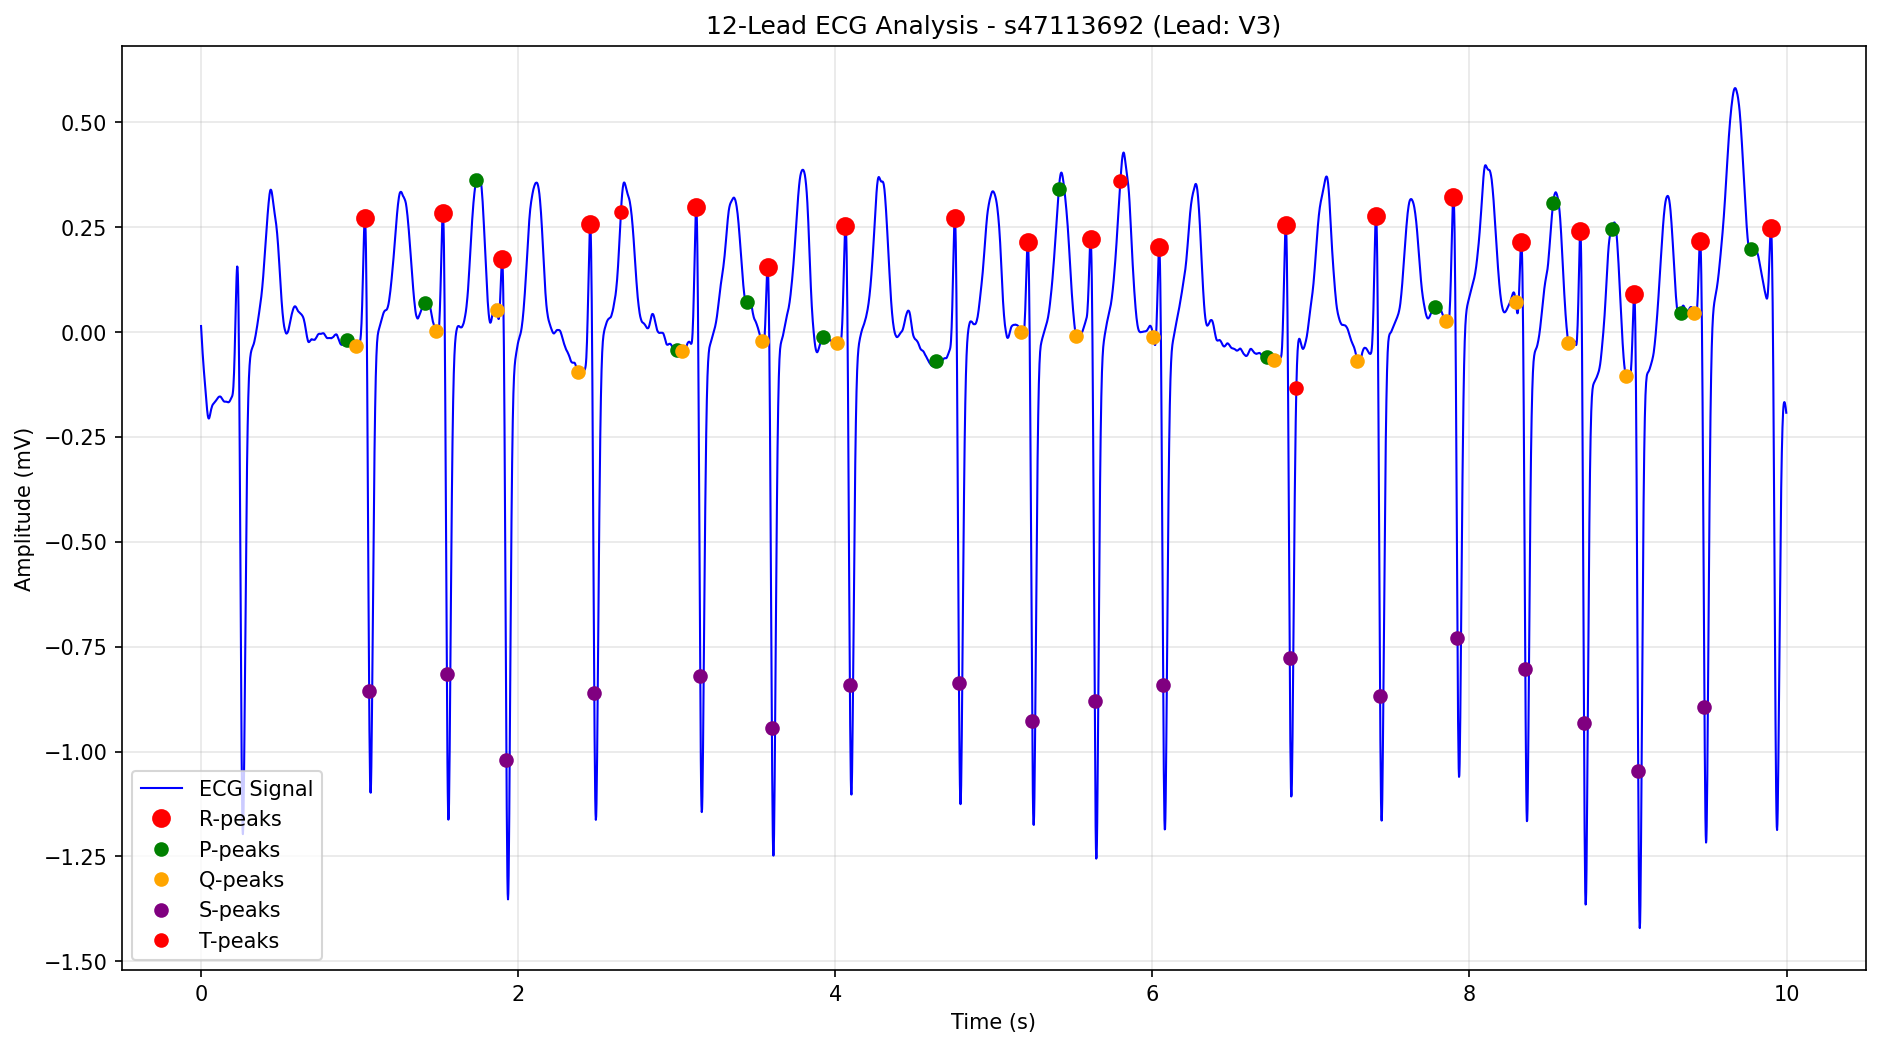 12-Lead ECG Analysis - s47113692 (Lead: V3)
Amplitude (mV)
0.50
0.25
0.00
−0.25
−0.50
−0.75
−1.00
−1.25
−1.50
ECG Signal
R-peaks
P-peaks
Q-peaks
S-peaks
T-peaks
0 2 4 6 8 10
Time (s)